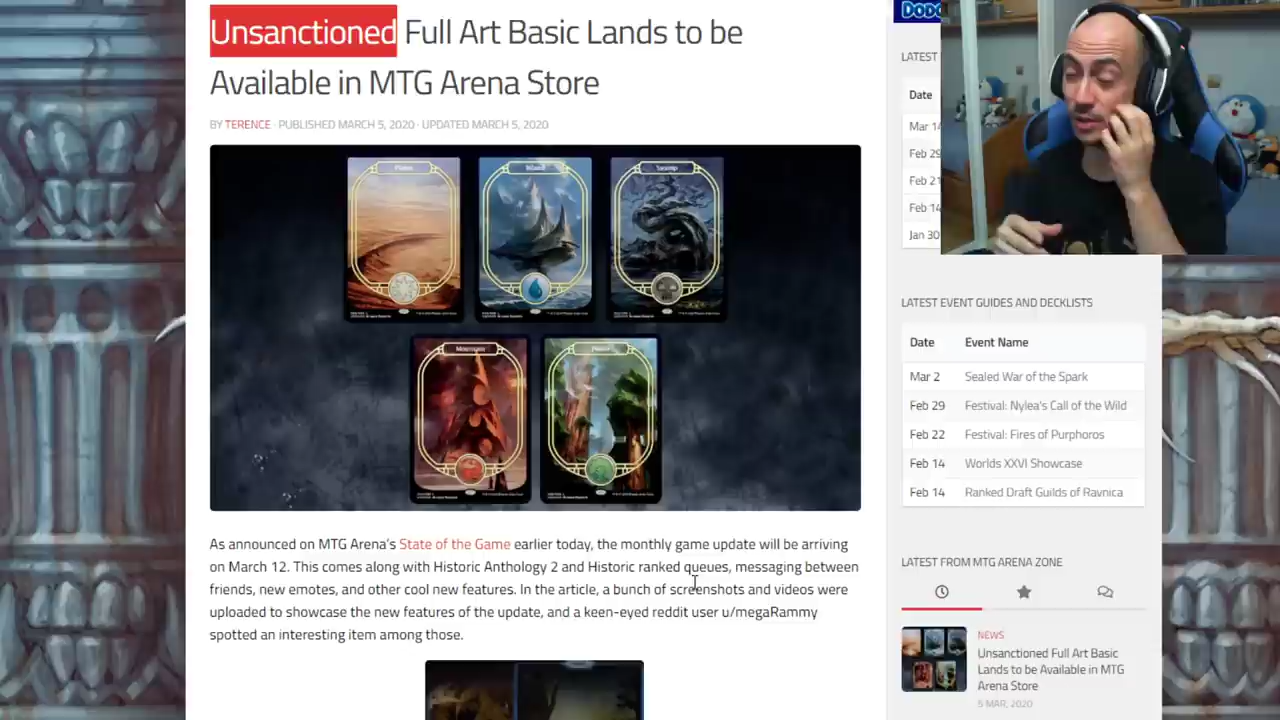 Unsanctioned Full Art Basic Lands to be
Available in MTG Arena Store
BY TERENCE · PUBLISHED MARCH 5, 2020 · UPDATED MARCH 5, 2020
Island
Swamp
Mountain
As announced on MTG Arena's State of the Game earlier today, the monthly game update will be arriving
on March 12. This comes along with Historic Anthology 2 and Historic ranked queues, messaging between
friends, new emotes, and other cool new features. In the article, a bunch of screenshots and videos were
uploaded to showcase the new features of the update, and a keen-eyed reddit user u/megaRammy
spotted an interesting item among those.
LATEST
Date
Feb 29
Feb 21
Feb 14
Jan 30
LATEST EVENT GUIDES AND DECKLISTS
Date Event Name
Mar 2 Sealed War of the Spark
Feb 29 Festival: Nylea's Call of the Wild
Feb 22 Festival: Fires of Purphoros
Feb 14 Worlds XXVI Showcase
Feb 14 Ranked Draft Guilds of Ravnica
LATEST FROM MTG ARENA ZONE
NEWS
Unsanctioned Full Art Basic
Lands to be Available in MTG
Arena Store
5 MAR, 2020